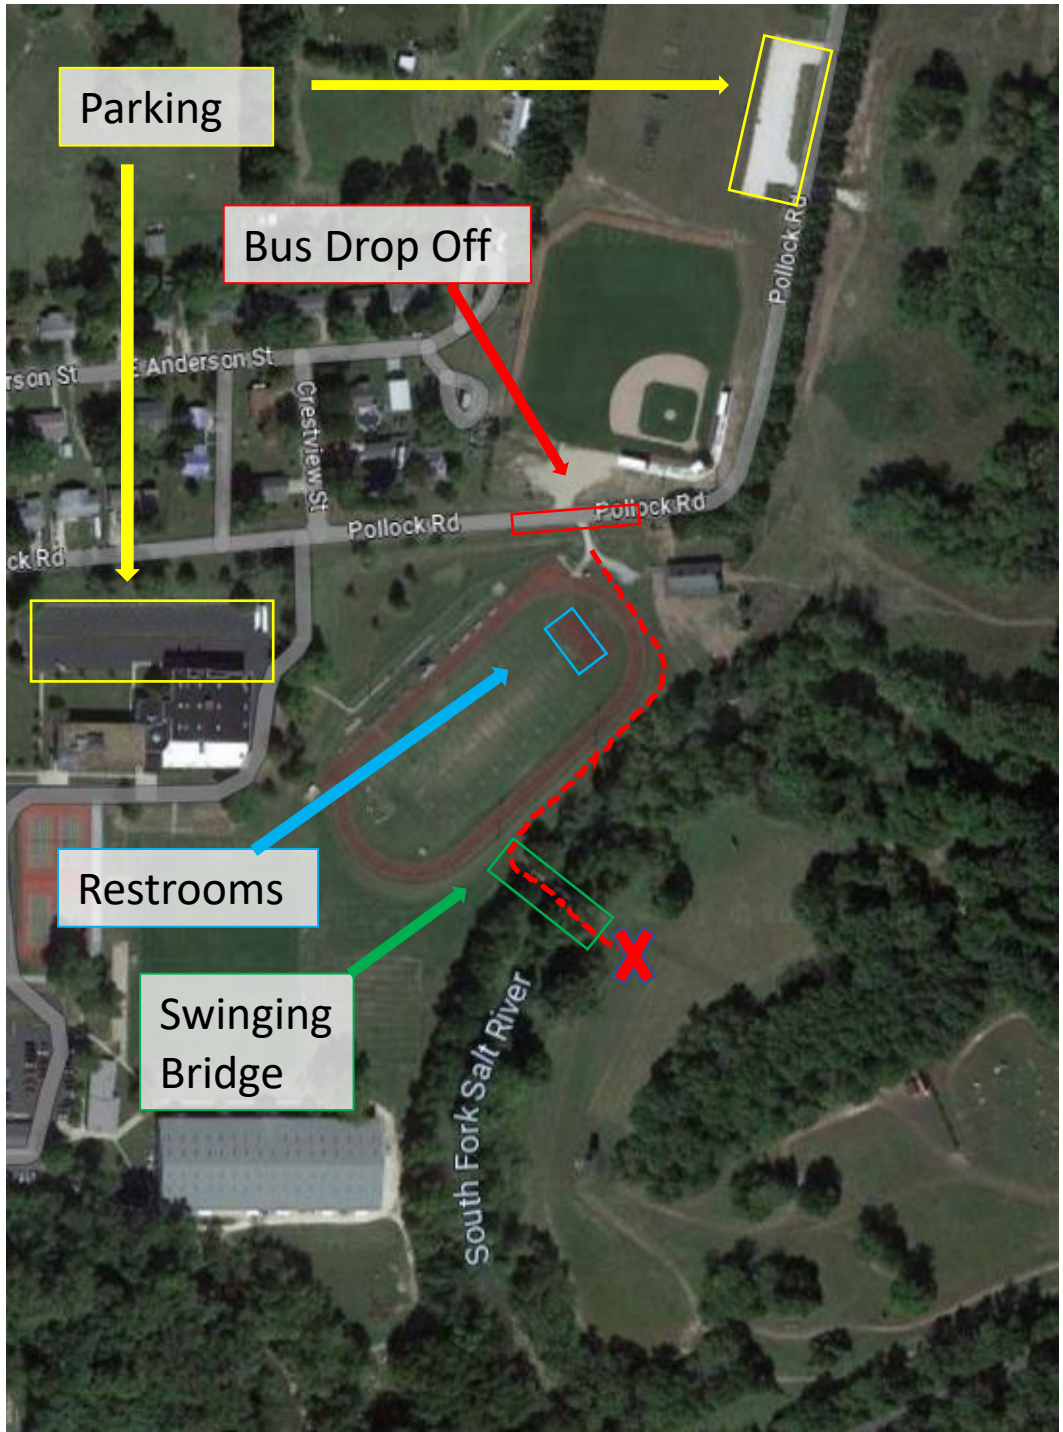 Parking
Bus Drop Off
Pollock Rd
rson St
E Anderson St
Crestview St
Pollock Rd
Pollock Rd
ck Rd
Restrooms
Swinging
Bridge
X
South Fork Salt River